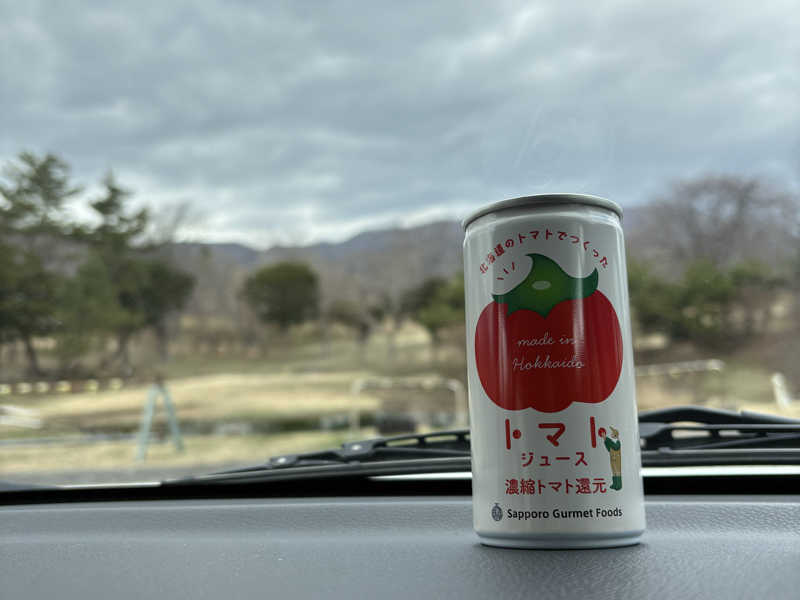 北海道のトマトでつくった
made in
Hokkaido
トマト
ジュース
濃縮トマト還元
Sapporo Gurmet Foods